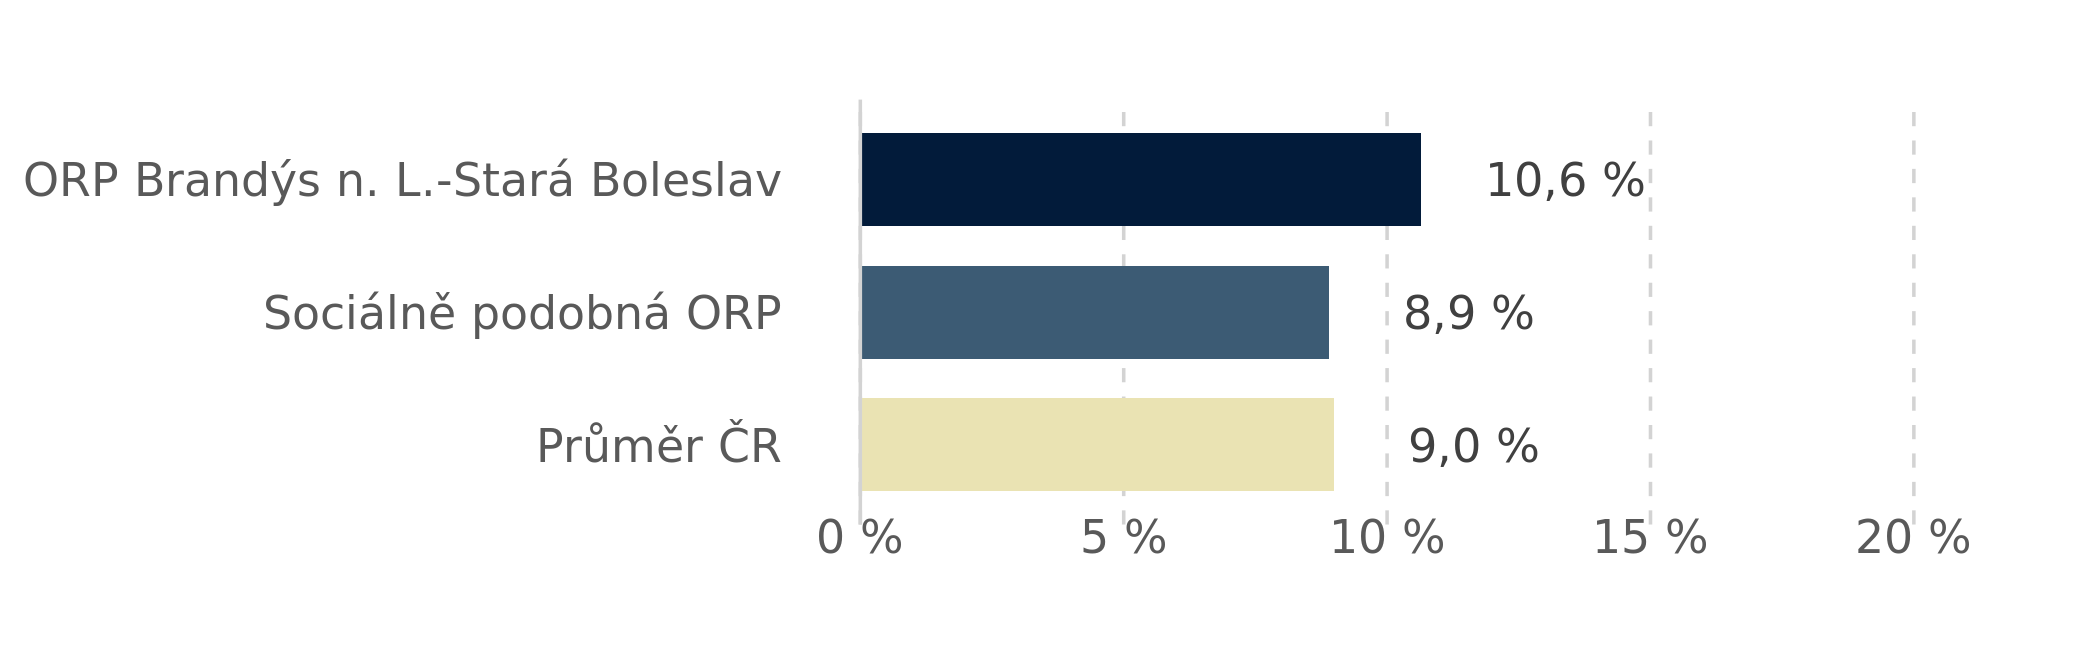 ORP Brandýs n. L.-Stará Boleslav 10,6 %
Sociálně podobná ORP 8,9 %
Průměr ČR 9,0 %
0 % 5 % 10 % 15 % 20 %